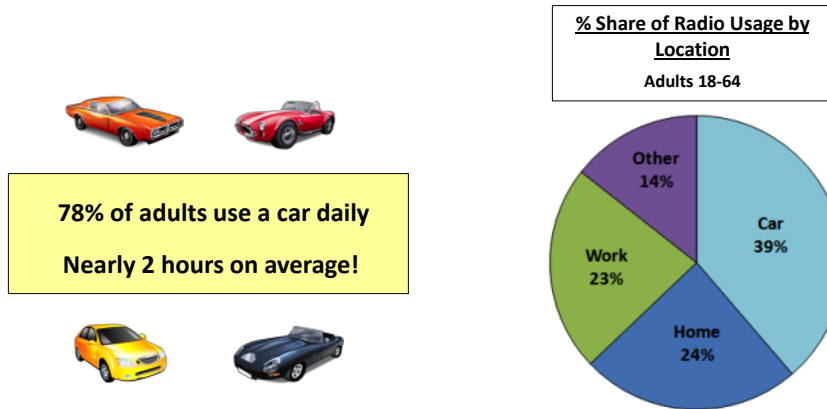 % Share of Radio Usage by
Location
Adults 18-64
78% of adults use a car daily
Nearly 2 hours on average!
Other
14%
Car
39%
Work
23%
Home
24%